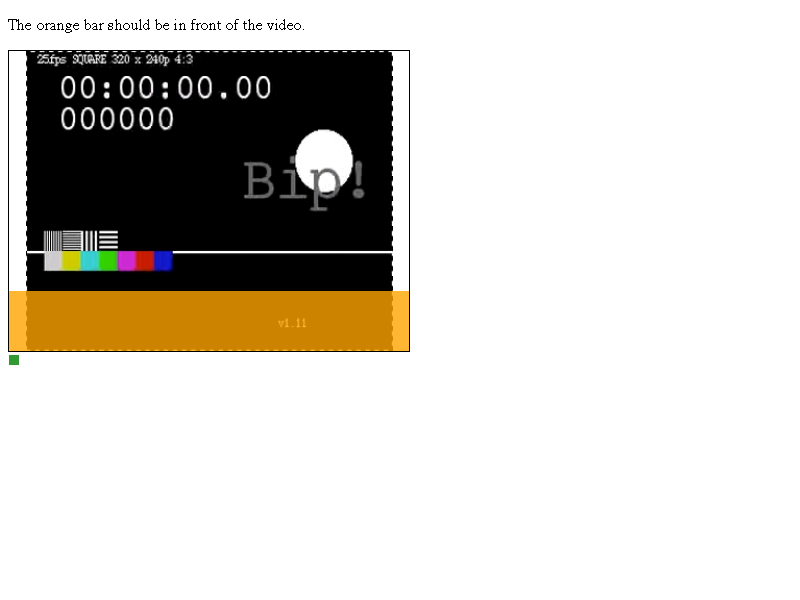 The orange bar should be in front of the video.
25fps SQUARE 320 x 240p 4:3
00:00:00.00
000000
Bip!
v1.11